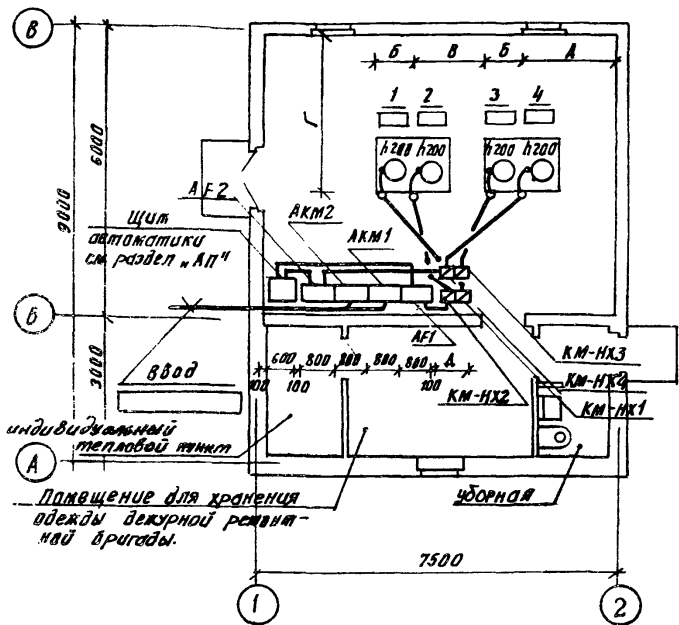 В
Б В Б А
1 2 3 4
h200 h200 h200 h200
Г
6000
9000
АF2
АКМ2
Щит
автоматики
см раздел „АП"
АКМ1
Б
АF1
КМ-НХ3
Ввод
3000
600 800 800 800 800 А
100 100 100
КМ-НХ4
КМ-НХ2
КМ-НХ1
индивидуальный
тепловой пункт
А
Помещение для хранения
одежды дежурной ремонт-
ной бригады.
уборная
7500
1 2